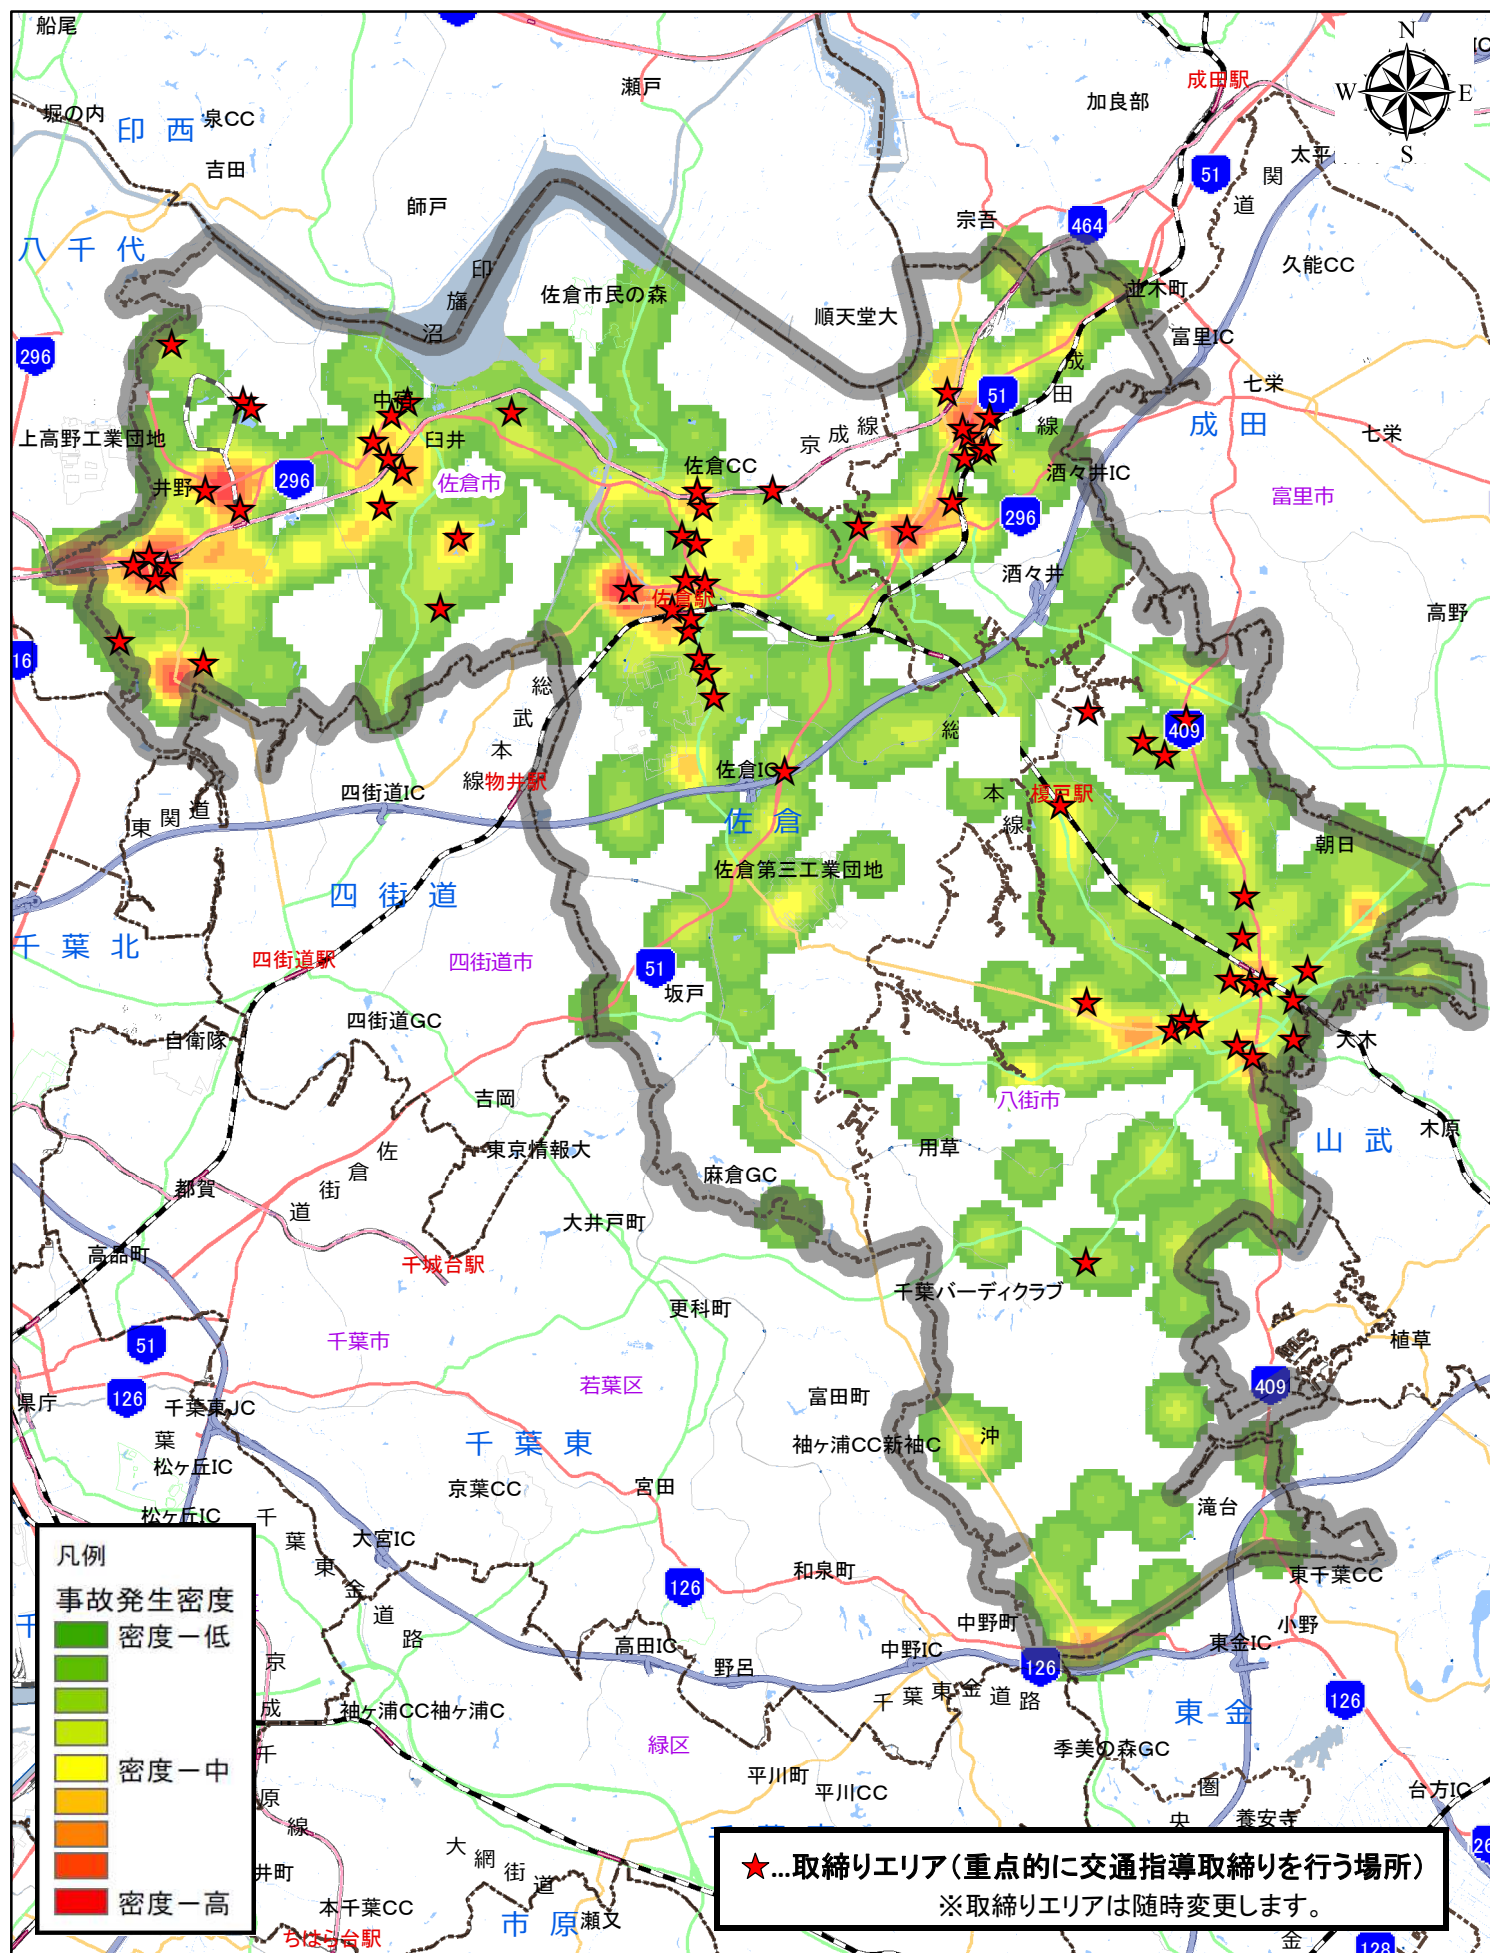 船尾
瀬戸
成田駅
加良部
N
W
E
S
堀の内
泉CC
印西
吉田
太平
51
関
道
師戸
宗吾
464
八千代
久能CC
印
旛
沼
佐倉市民の森
並木町
順天堂大
富里IC
296
成
田
線
51
七栄
中宿
臼井
上高野工業団地
京
成
線
成田
七栄
佐倉CC
酒々井IC
井野
296
佐倉市
富里市
296
酒々井
佐倉駅
高野
16
総
武
本
線
総
本
線
409
物井駅
佐倉IC
四街道IC
榎戸駅
東
関
道
佐倉
朝日
佐倉第三工業団地
四街道
千葉北
四街道駅
四街道市
51
坂戸
四街道GC
自衛隊
大木
吉岡
八街市
木原
山武
佐
倉
街
道
東京情報大
用草
麻倉GC
都賀
大井戸町
高品町
千城台駅
千葉バーディクラブ
更科町
51
千葉市
植草
若葉区
409
126
県庁
千葉東JC
富田町
葉
千葉東
沖
袖ヶ浦CC新袖C
松ヶ丘IC
京葉CC
宮田
滝台
松ヶ丘IC
千
葉
東
金
道
路
大宮IC
凡例
事故発生密度
密度－低
密度－中
密度－高
和泉町
126
東千葉CC
中野町
小野
高田IC
中野IC
東金IC
野呂
126
千葉東金道路
126
京
成
千
原
線
袖ヶ浦CC袖ヶ浦C
東金
緑区
季美の森GC
平川町
平川CC
圏
央
台方IC
養安寺
大
網
街
道
井町
★…取締りエリア（重点的に交通指導取締りを行う場所）
※取締りエリアは随時変更します。
本千葉CC
市原
瀬又
ちはら台駅
金
128